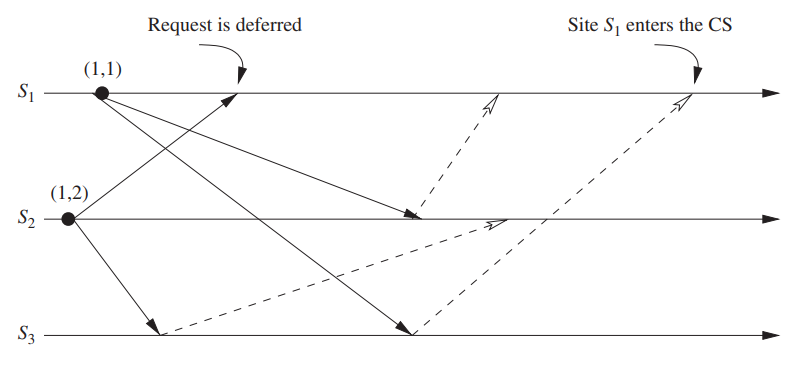 Request is deferred
Site S₁ enters the CS
(1,1)
S₁
(1,2)
S₂
S₃